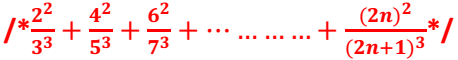 /*2²/3³ + 4²/5³ + 6²/7³ + ⋯ … … … + (2n)²/(2n+1)³*/